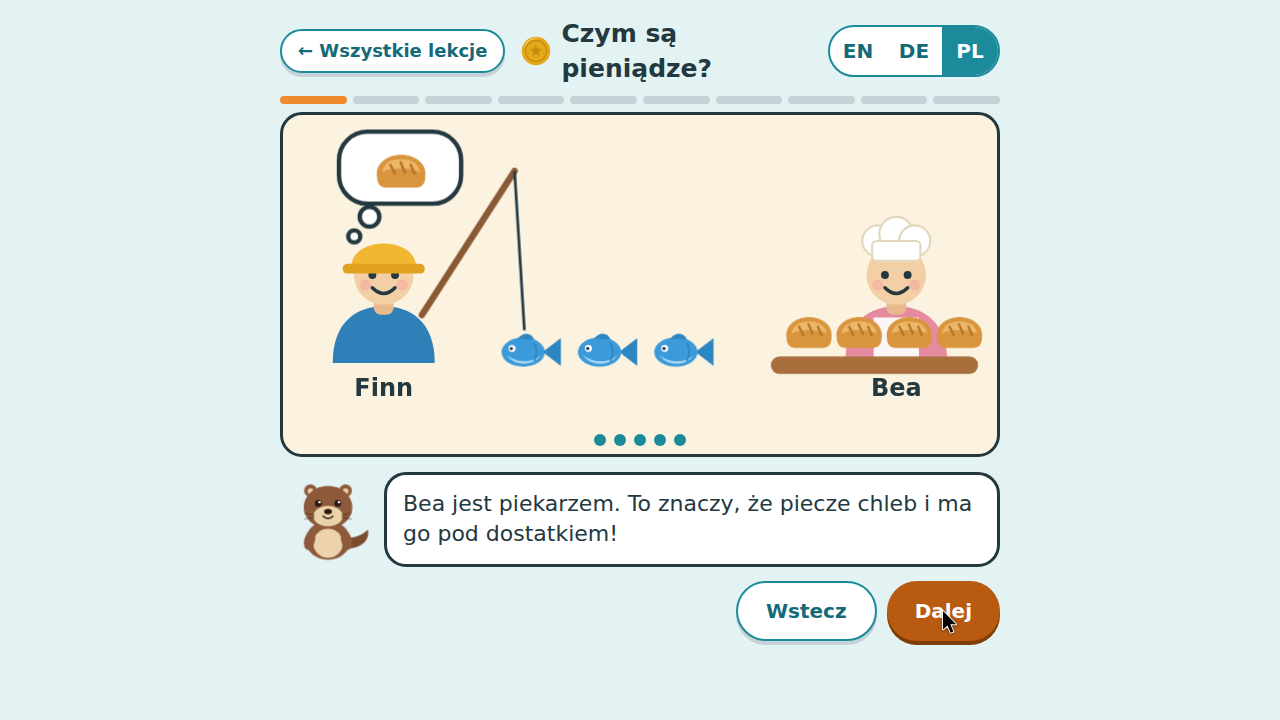 ← Wszystkie lekcje
Czym są
pieniądze?
EN DE PL
Finn
Bea
Bea jest piekarzem. To znaczy, że piecze chleb i ma
go pod dostatkiem!
Wstecz
Dalej